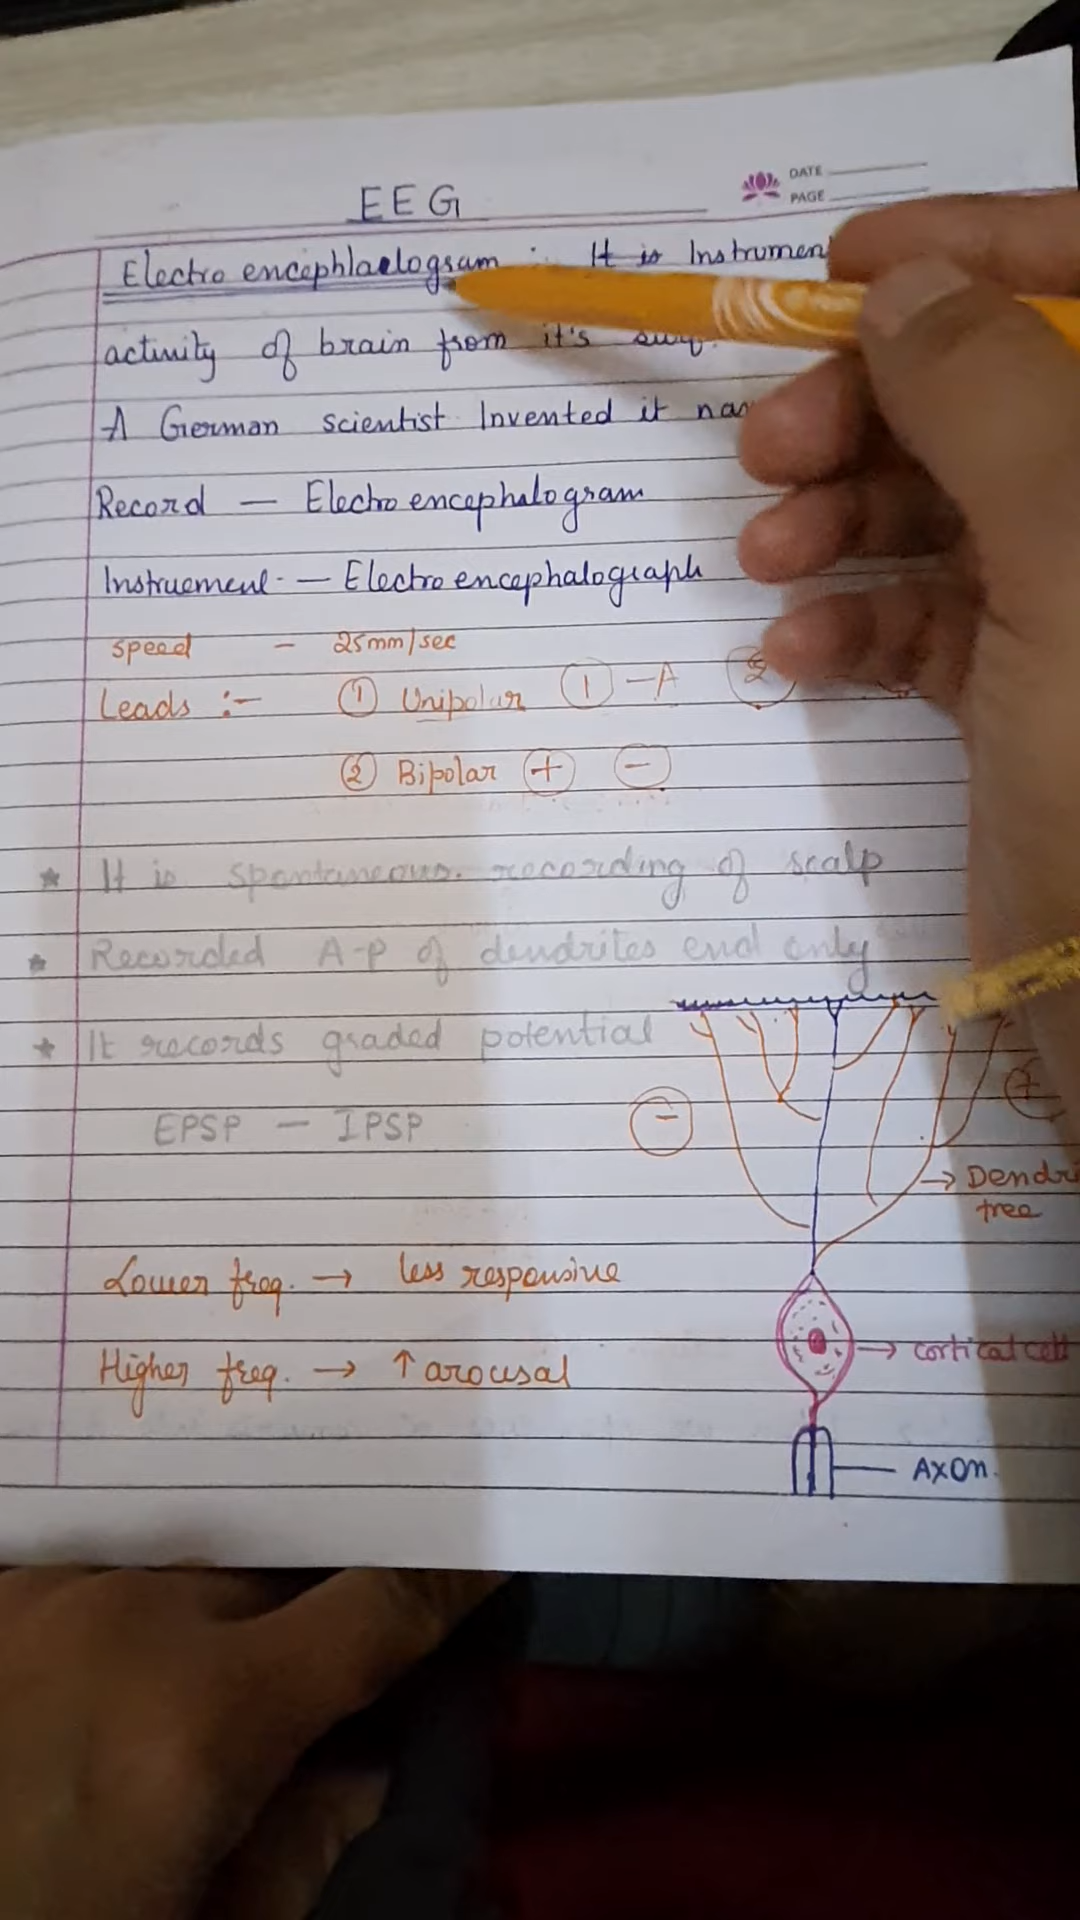 EEG
DATE
PAGE
Electro encephlaelogram : It is Instrumen
activity of brain from it's
A German scientist Invented it
Record — Electro encephalogram
Instruement - — Electro encephalograph
speed - 25mm/sec
Leads :- ① Unipolar ① - A ②
② Bipolar + -
★ It is spontaneous. recording of scalp
★ Recorded A-P of dendrites end only
★ It records graded potential
EPSP — IPSP
-
+
→ Dendri
tree
Lower freq. → less responsive
→ cortical cell
Higher freq. → ↑ arousal
AXON.